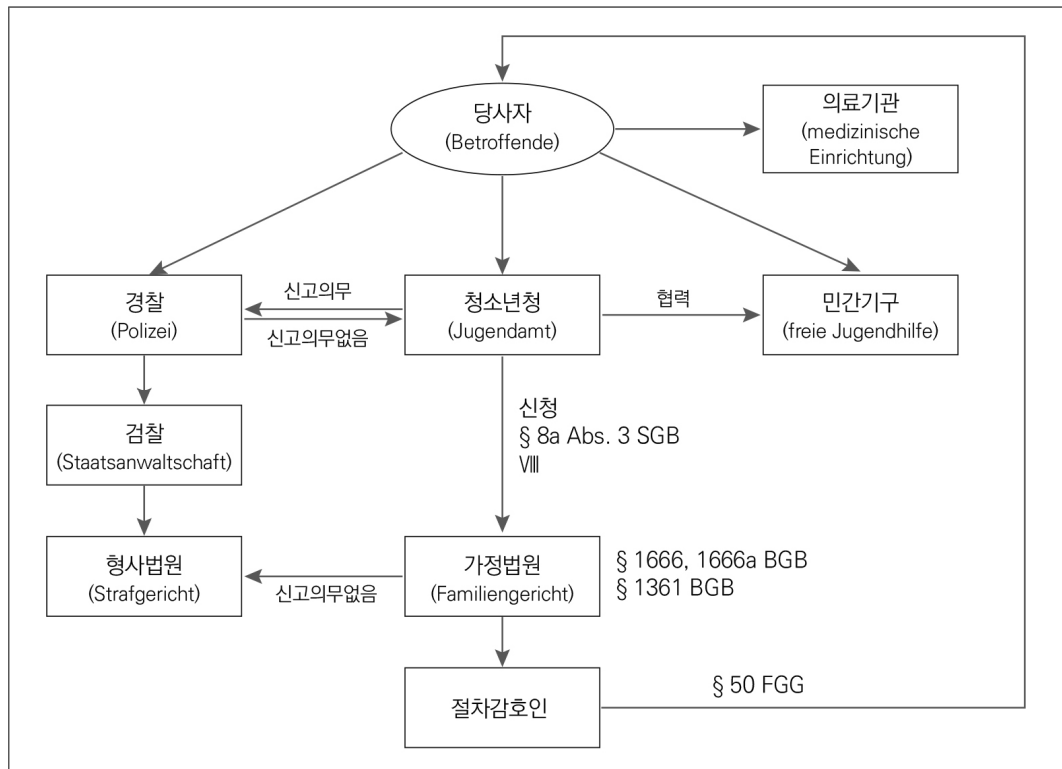 당사자
(Betroffende)
의료기관
(medizinische
Einrichtung)
경찰
(Polizei)
신고의무
신고의무없음
청소년청
(Jugendamt)
협력
민간기구
(freie Jugendhilfe)
검찰
(Staatsanwaltschaft)
신청
§ 8a Abs. 3 SGB
Ⅷ
형사법원
(Strafgericht)
신고의무없음
가정법원
(Familiengericht)
§ 1666, 1666a BGB
§ 1361 BGB
절차감호인
§ 50 FGG